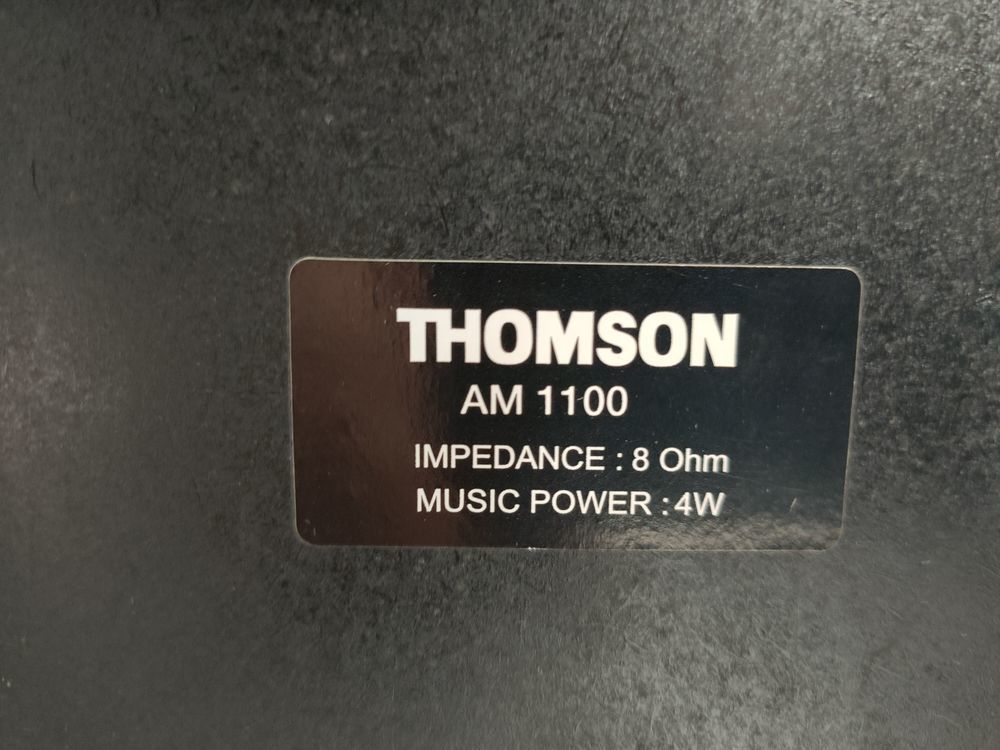 THOMSON
AM 1100
IMPEDANCE : 8 Ohm
MUSIC POWER : 4W